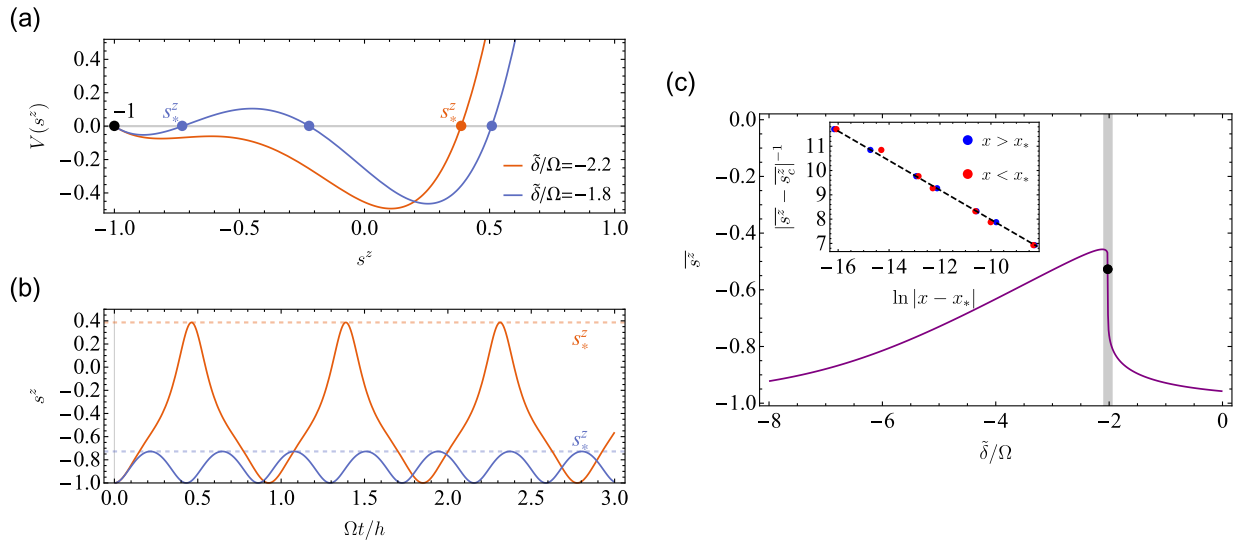 (a)
0.4
0.2
0.0
−0.2
−0.4
V(s^z)
−1
s^z_*
s^z_*
δ̃/Ω=−2.2
δ̃/Ω=−1.8
−1.0 −0.5 0.0 0.5 1.0
s^z
(b)
0.4
0.2
0.0
−0.2
−0.4
−0.6
−0.8
−1.0
s^z
s^z_*
s^z_*
0.0 0.5 1.0 1.5 2.0 2.5 3.0
Ωt/h
(c)
0.0
−0.2
−0.4
−0.6
−0.8
−1.0
s̅^z̅
11
10
9
8
7
|s̅^z̅ − s̅^z_c̅|^−1
x > x_*
x < x_*
−16 −14 −12 −10
ln |x − x_*|
−8 −6 −4 −2 0
δ̃/Ω